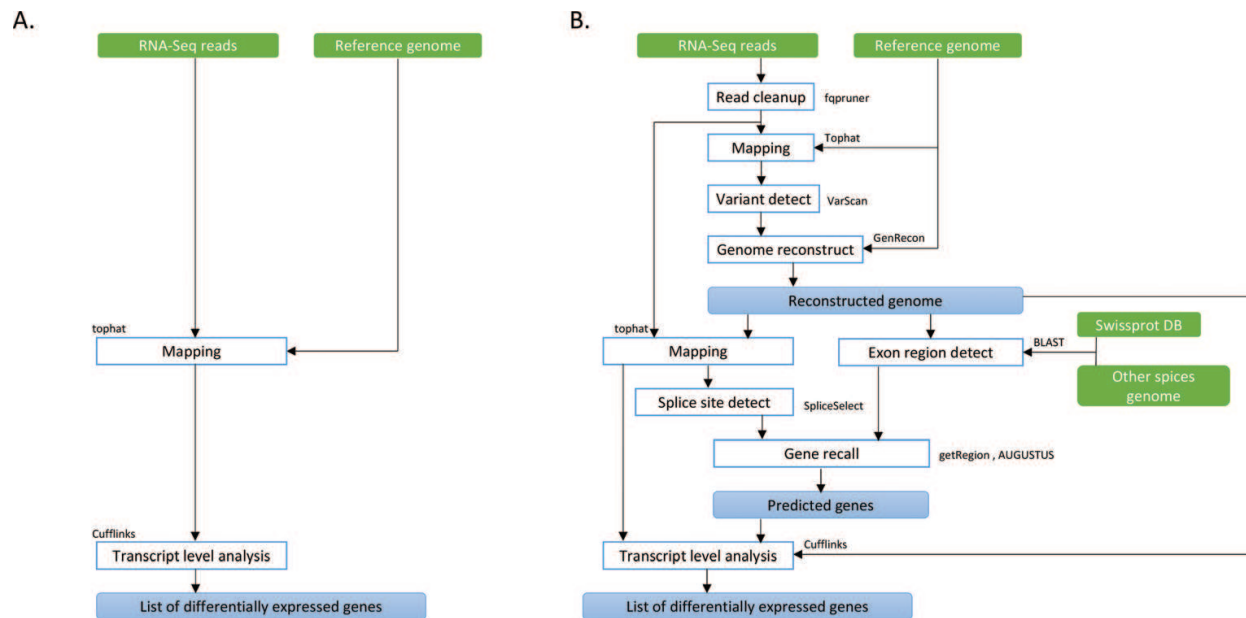 A.
RNA-Seq reads
Reference genome
tophat
Mapping
Cufflinks
Transcript level analysis
List of differentially expressed genes
B.
RNA-Seq reads
Reference genome
Read cleanup
fqpruner
Tophat
Mapping
Variant detect
VarScan
GenRecon
Genome reconstruct
Reconstructed genome
Swissprot DB
tophat
BLAST
Mapping
Exon region detect
Other spices
genome
Splice site detect
SpliceSelect
Gene recall
getRegion , AUGUSTUS
Predicted genes
Cufflinks
Transcript level analysis
List of differentially expressed genes